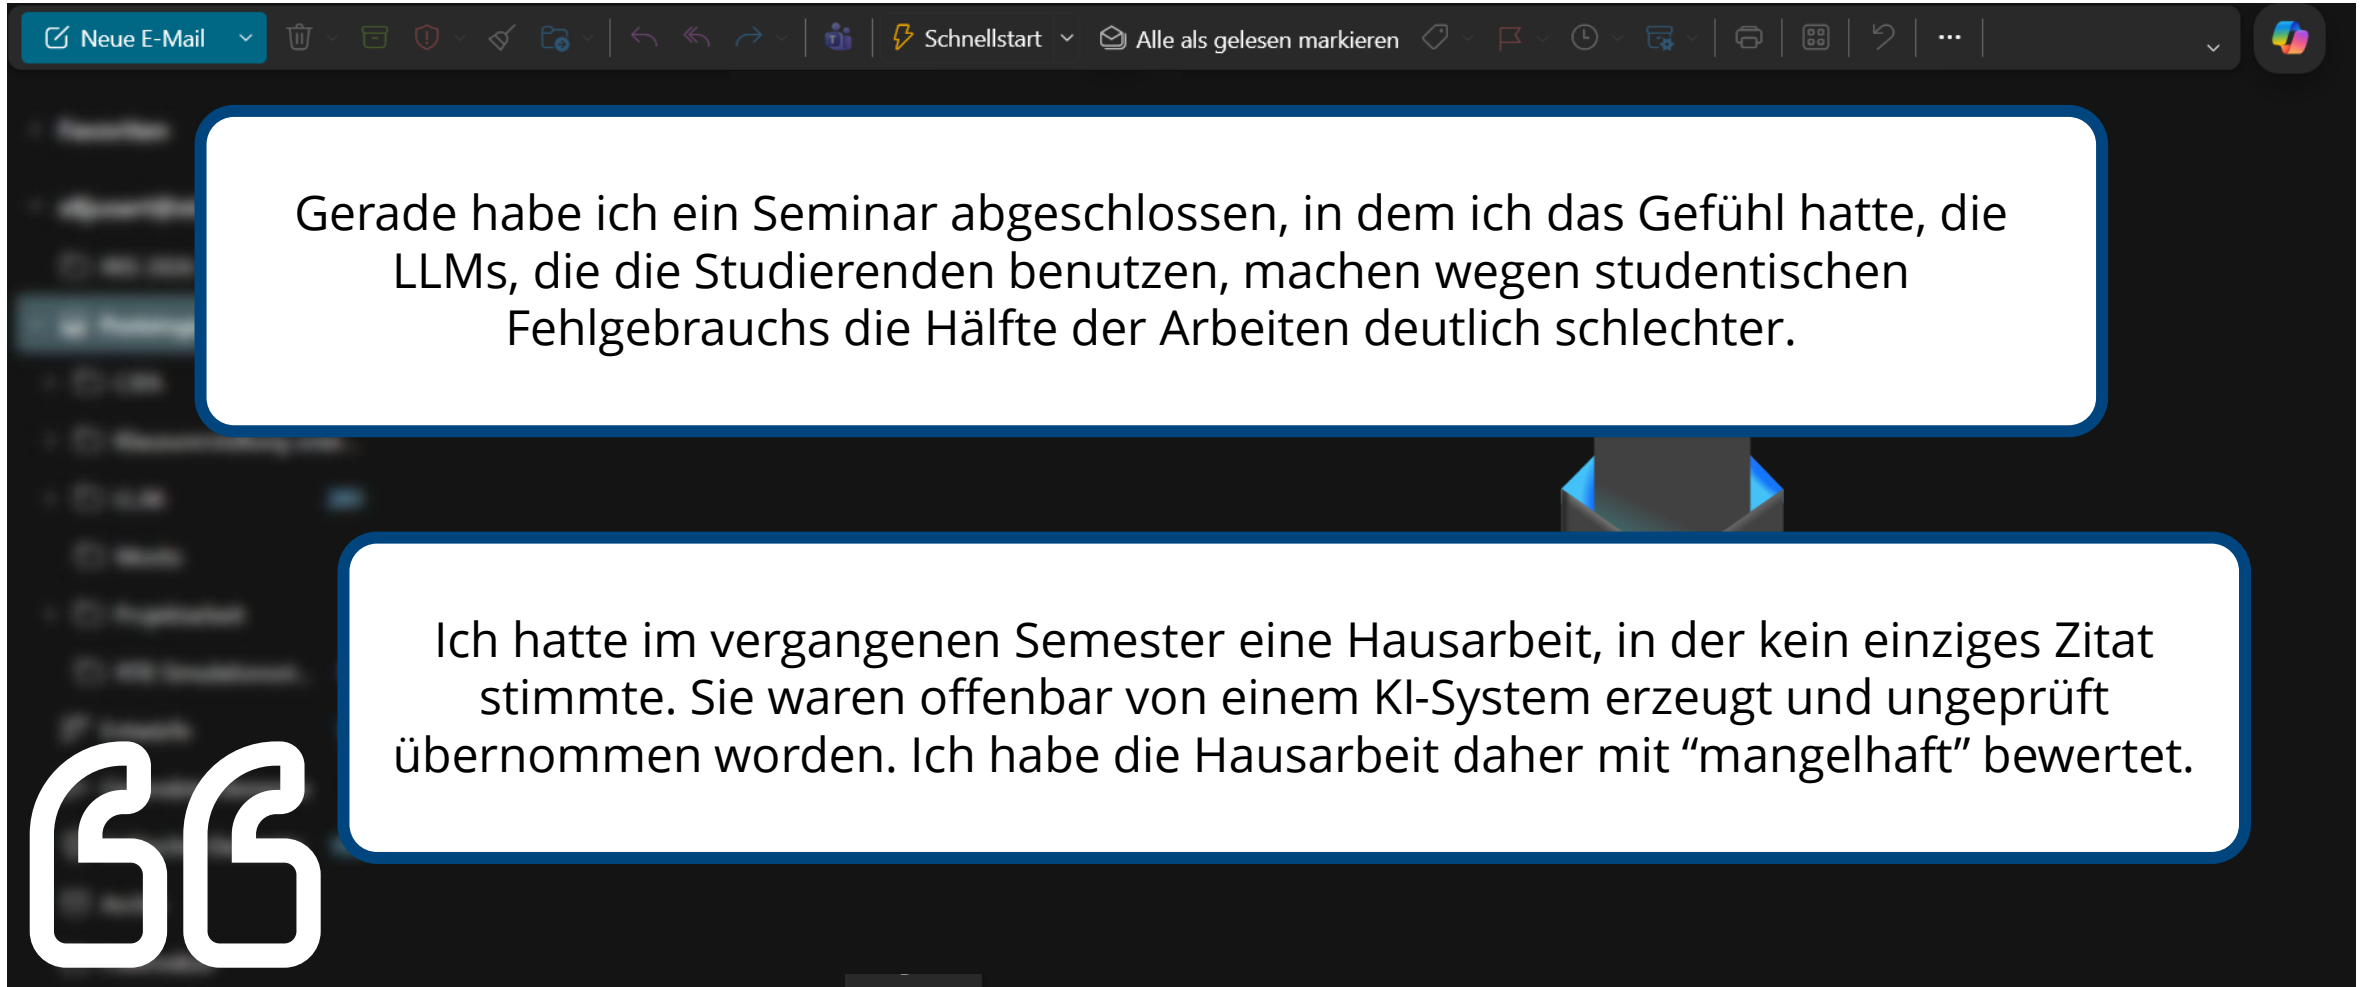 Neue E-Mail
Schnellstart
Alle als gelesen markieren
Gerade habe ich ein Seminar abgeschlossen, in dem ich das Gefühl hatte, die
LLMs, die die Studierenden benutzen, machen wegen studentischen
Fehlgebrauchs die Hälfte der Arbeiten deutlich schlechter.
Ich hatte im vergangenen Semester eine Hausarbeit, in der kein einziges Zitat
stimmte. Sie waren offenbar von einem KI-System erzeugt und ungeprüft
übernommen worden. Ich habe die Hausarbeit daher mit “mangelhaft” bewertet.